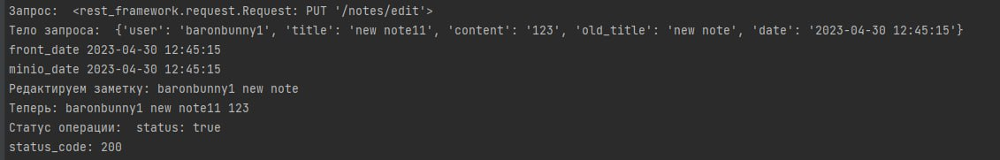 Запрос:  <rest_framework.request.Request: PUT '/notes/edit'>
Тело запроса:  {'user': 'baronbunny1', 'title': 'new note11', 'content': '123', 'old_title': 'new note', 'date': '2023-04-30 12:45:15'}
front_date 2023-04-30 12:45:15
minio_date 2023-04-30 12:45:15
Редактируем заметку: baronbunny1 new note
Теперь: baronbunny1 new note11 123
Статус операции:  status: true
status_code: 200